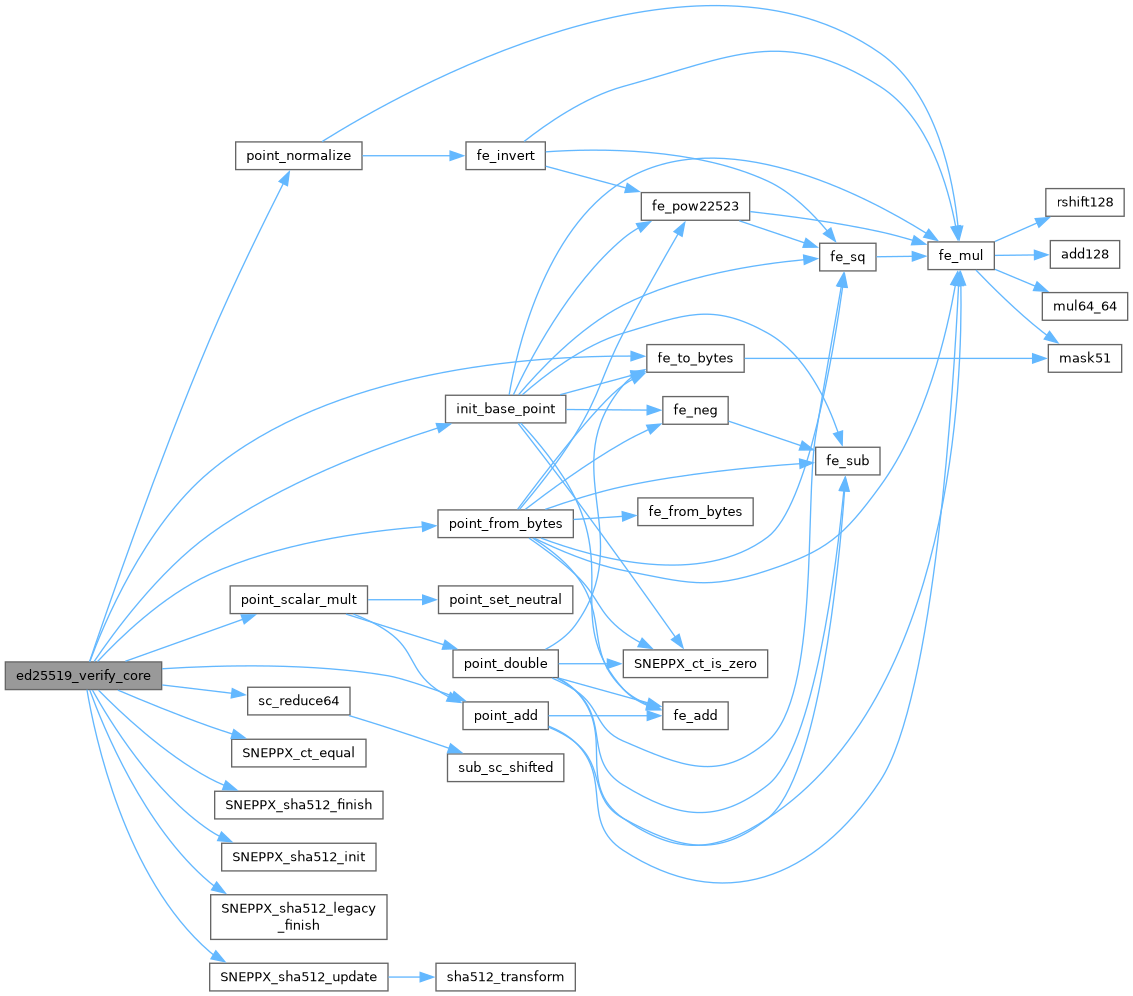 point_normalize
fe_invert
rshift128
fe_pow22523
fe_sq
fe_mul
add128
mul64_64
fe_to_bytes
mask51
init_base_point
fe_neg
fe_sub
point_from_bytes
fe_from_bytes
point_scalar_mult
point_set_neutral
ed25519_verify_core
point_double
SNEPPX_ct_is_zero
sc_reduce64
point_add
fe_add
SNEPPX_ct_equal
sub_sc_shifted
SNEPPX_sha512_finish
SNEPPX_sha512_init
SNEPPX_sha512_legacy
_finish
SNEPPX_sha512_update
sha512_transform